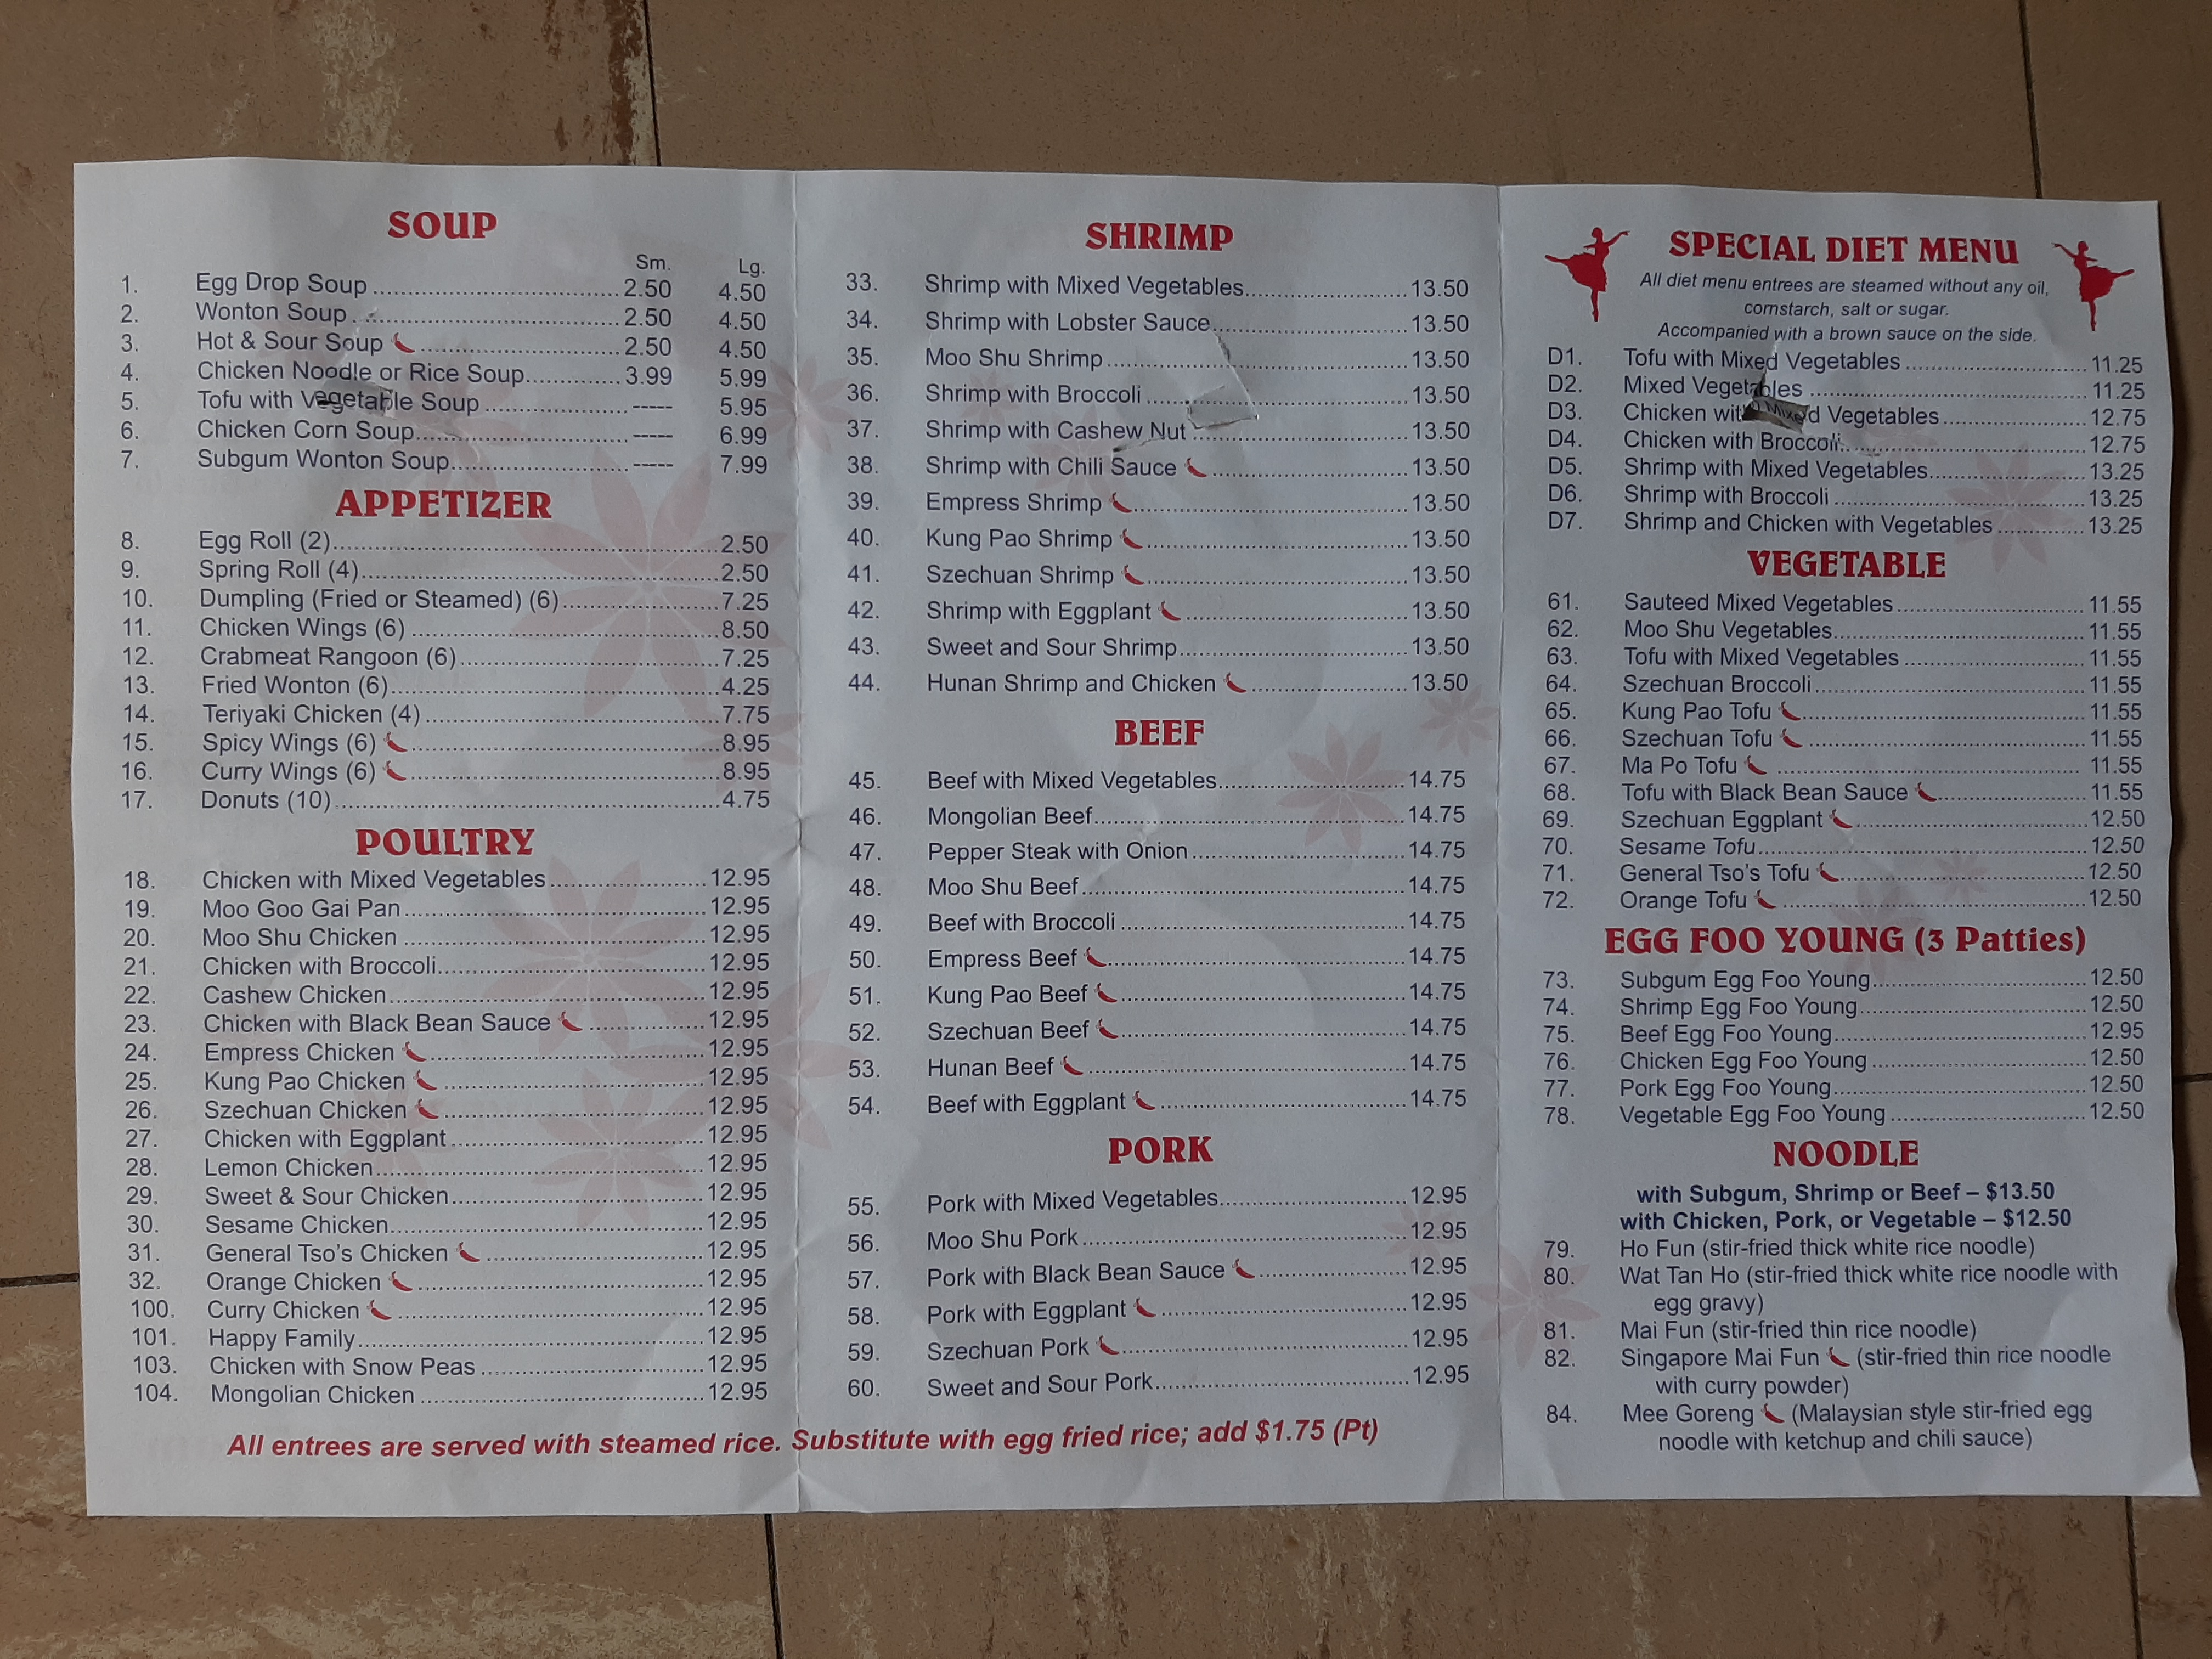 SOUP
Sm. Lg.
1. Egg Drop Soup 2.50 4.50
2. Wonton Soup 2.50 4.50
3. Hot & Sour Soup 2.50 4.50
4. Chicken Noodle or Rice Soup 3.99 5.99
5. Tofu with Vegetable Soup ----- 5.95
6. Chicken Corn Soup ----- 6.99
7. Subgum Wonton Soup ----- 7.99
APPETIZER
8. Egg Roll (2) 2.50
9. Spring Roll (4) 2.50
10. Dumpling (Fried or Steamed) (6) 7.25
11. Chicken Wings (6) 8.50
12. Crabmeat Rangoon (6) 7.25
13. Fried Wonton (6) 4.25
14. Teriyaki Chicken (4) 7.75
15. Spicy Wings (6) 8.95
16. Curry Wings (6) 8.95
17. Donuts (10) 4.75
POULTRY
18. Chicken with Mixed Vegetables 12.95
19. Moo Goo Gai Pan 12.95
20. Moo Shu Chicken 12.95
21. Chicken with Broccoli 12.95
22. Cashew Chicken 12.95
23. Chicken with Black Bean Sauce 12.95
24. Empress Chicken 12.95
25. Kung Pao Chicken 12.95
26. Szechuan Chicken 12.95
27. Chicken with Eggplant 12.95
28. Lemon Chicken 12.95
29. Sweet & Sour Chicken 12.95
30. Sesame Chicken 12.95
31. General Tso's Chicken 12.95
32. Orange Chicken 12.95
100. Curry Chicken 12.95
101. Happy Family 12.95
103. Chicken with Snow Peas 12.95
104. Mongolian Chicken 12.95
SHRIMP
33. Shrimp with Mixed Vegetables 13.50
34. Shrimp with Lobster Sauce 13.50
35. Moo Shu Shrimp 13.50
36. Shrimp with Broccoli 13.50
37. Shrimp with Cashew Nut 13.50
38. Shrimp with Chili Sauce 13.50
39. Empress Shrimp 13.50
40. Kung Pao Shrimp 13.50
41. Szechuan Shrimp 13.50
42. Shrimp with Eggplant 13.50
43. Sweet and Sour Shrimp 13.50
44. Hunan Shrimp and Chicken 13.50
BEEF
45. Beef with Mixed Vegetables 14.75
46. Mongolian Beef 14.75
47. Pepper Steak with Onion 14.75
48. Moo Shu Beef 14.75
49. Beef with Broccoli 14.75
50. Empress Beef 14.75
51. Kung Pao Beef 14.75
52. Szechuan Beef 14.75
53. Hunan Beef 14.75
54. Beef with Eggplant 14.75
PORK
55. Pork with Mixed Vegetables 12.95
56. Moo Shu Pork 12.95
57. Pork with Black Bean Sauce 12.95
58. Pork with Eggplant 12.95
59. Szechuan Pork 12.95
60. Sweet and Sour Pork 12.95
All entrees are served with steamed rice. Substitute with egg fried rice; add $1.75 (Pt)
SPECIAL DIET MENU
All diet menu entrees are steamed without any oil,
cornstarch, salt or sugar.
Accompanied with a brown sauce on the side.
D1. Tofu with Mixed Vegetables 11.25
D2. Mixed Vegetables 11.25
D3. Chicken with Mixed Vegetables 12.75
D4. Chicken with Broccoli 12.75
D5. Shrimp with Mixed Vegetables 13.25
D6. Shrimp with Broccoli 13.25
D7. Shrimp and Chicken with Vegetables 13.25
VEGETABLE
61. Sauteed Mixed Vegetables 11.55
62. Moo Shu Vegetables 11.55
63. Tofu with Mixed Vegetables 11.55
64. Szechuan Broccoli 11.55
65. Kung Pao Tofu 11.55
66. Szechuan Tofu 11.55
67. Ma Po Tofu 11.55
68. Tofu with Black Bean Sauce 11.55
69. Szechuan Eggplant 12.50
70. Sesame Tofu 12.50
71. General Tso's Tofu 12.50
72. Orange Tofu 12.50
EGG FOO YOUNG (3 Patties)
73. Subgum Egg Foo Young 12.50
74. Shrimp Egg Foo Young 12.50
75. Beef Egg Foo Young 12.95
76. Chicken Egg Foo Young 12.50
77. Pork Egg Foo Young 12.50
78. Vegetable Egg Foo Young 12.50
NOODLE
with Subgum, Shrimp or Beef – $13.50
with Chicken, Pork, or Vegetable – $12.50
79. Ho Fun (stir-fried thick white rice noodle)
80. Wat Tan Ho (stir-fried thick white rice noodle with
egg gravy)
81. Mai Fun (stir-fried thin rice noodle)
82. Singapore Mai Fun (stir-fried thin rice noodle
with curry powder)
84. Mee Goreng (Malaysian style stir-fried egg
noodle with ketchup and chili sauce)